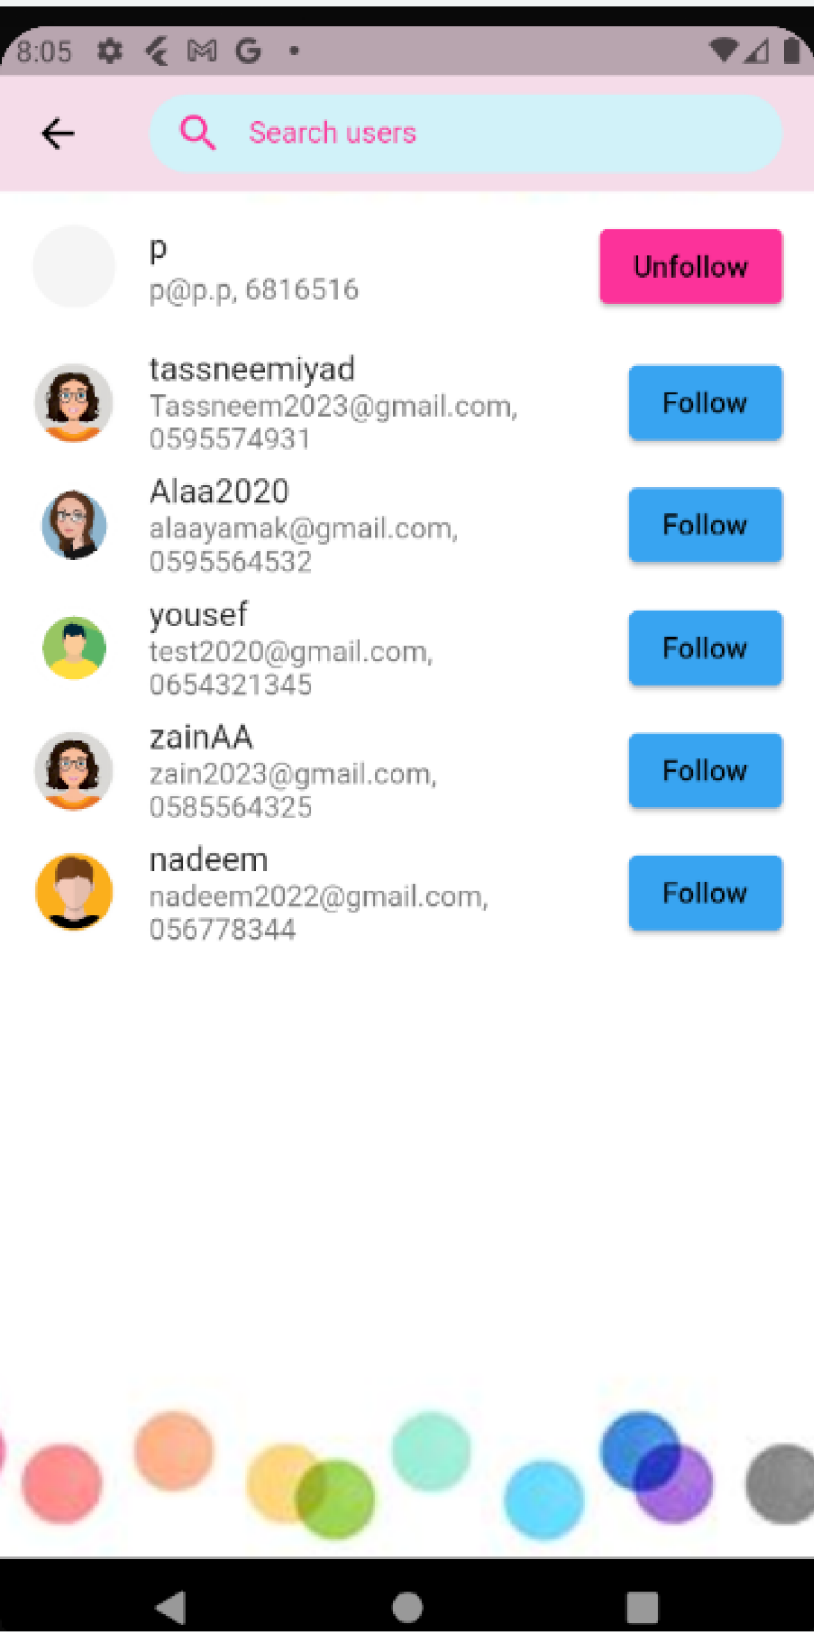 8:05
Search users
p
p@p.p, 6816516
Unfollow
tassneemiyad
Tassneem2023@gmail.com,
0595574931
Follow
Alaa2020
alaayamak@gmail.com,
0595564532
Follow
yousef
test2020@gmail.com,
0654321345
Follow
zainAA
zain2023@gmail.com,
0585564325
Follow
nadeem
nadeem2022@gmail.com,
056778344
Follow